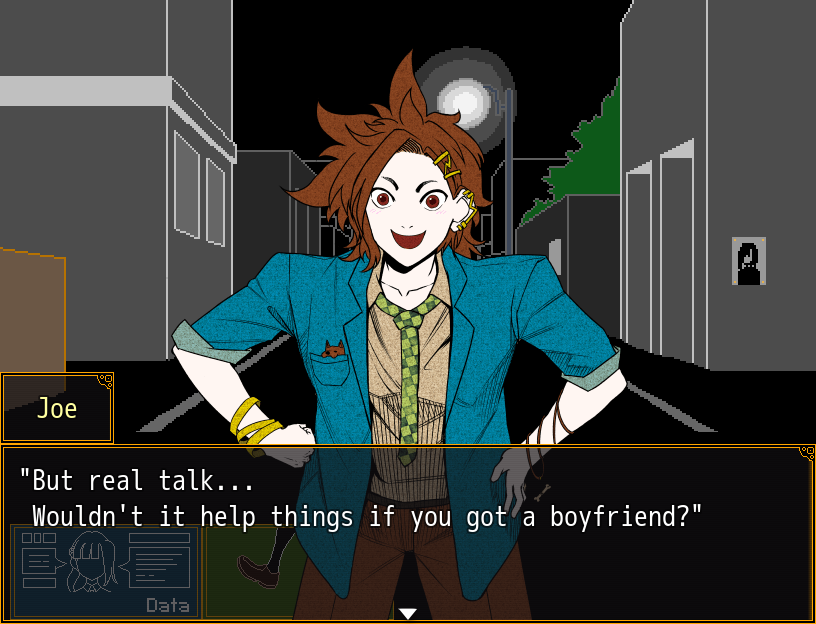 Joe
"But real talk...
Wouldn't it help things if you got a boyfriend?"
Data